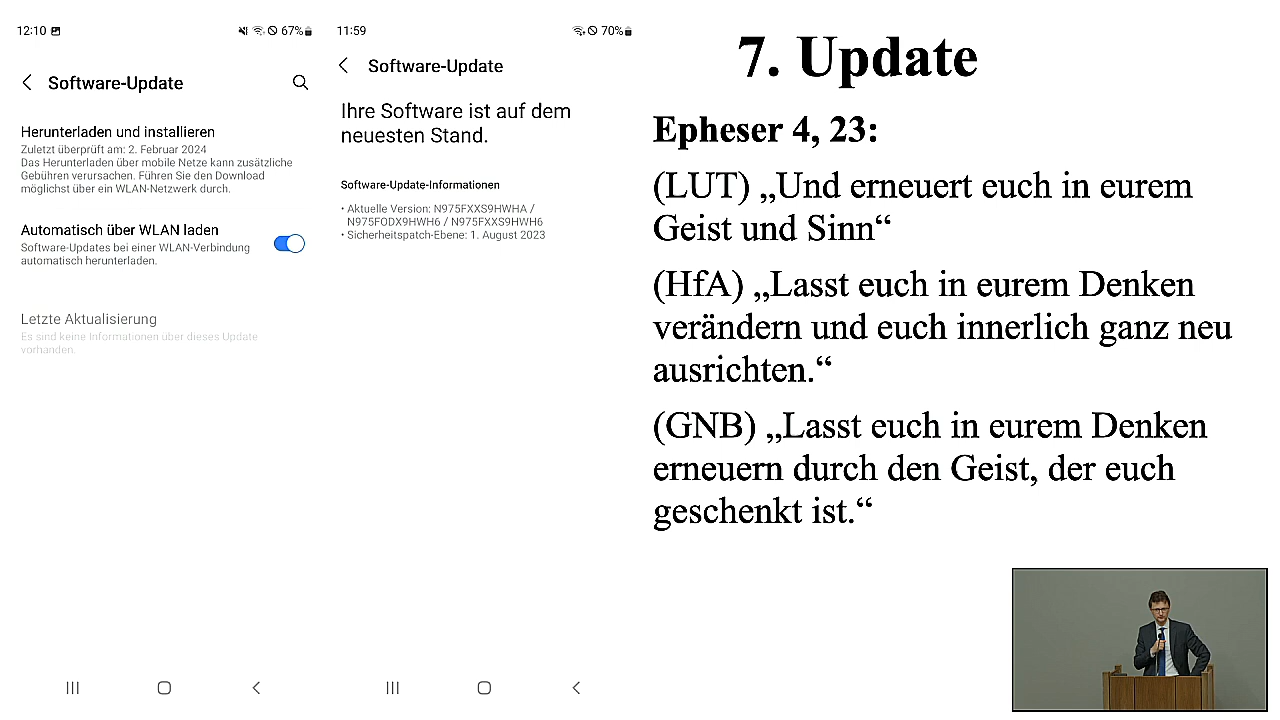 12:10 67%
Software-Update
Herunterladen und installieren
Zuletzt überprüft am: 2. Februar 2024
Das Herunterladen über mobile Netze kann zusätzliche
Gebühren verursachen. Führen Sie den Download
möglichst über ein WLAN-Netzwerk durch.
Automatisch über WLAN laden
Software-Updates bei einer WLAN-Verbindung
automatisch herunterladen.
Letzte Aktualisierung
Es sind keine Informationen über dieses Update
vorhanden.
11:59 70%
Software-Update
Ihre Software ist auf dem
neuesten Stand.
Software-Update-Informationen
• Aktuelle Version: N975FXXS9HWHA /
N975FODX9HWH6 / N975FXXS9HWH6
• Sicherheitspatch-Ebene: 1. August 2023
7. Update
Epheser 4, 23:
(LUT) „Und erneuert euch in eurem
Geist und Sinn“
(HfA) „Lasst euch in eurem Denken
verändern und euch innerlich ganz neu
ausrichten.“
(GNB) „Lasst euch in eurem Denken
erneuern durch den Geist, der euch
geschenkt ist.“